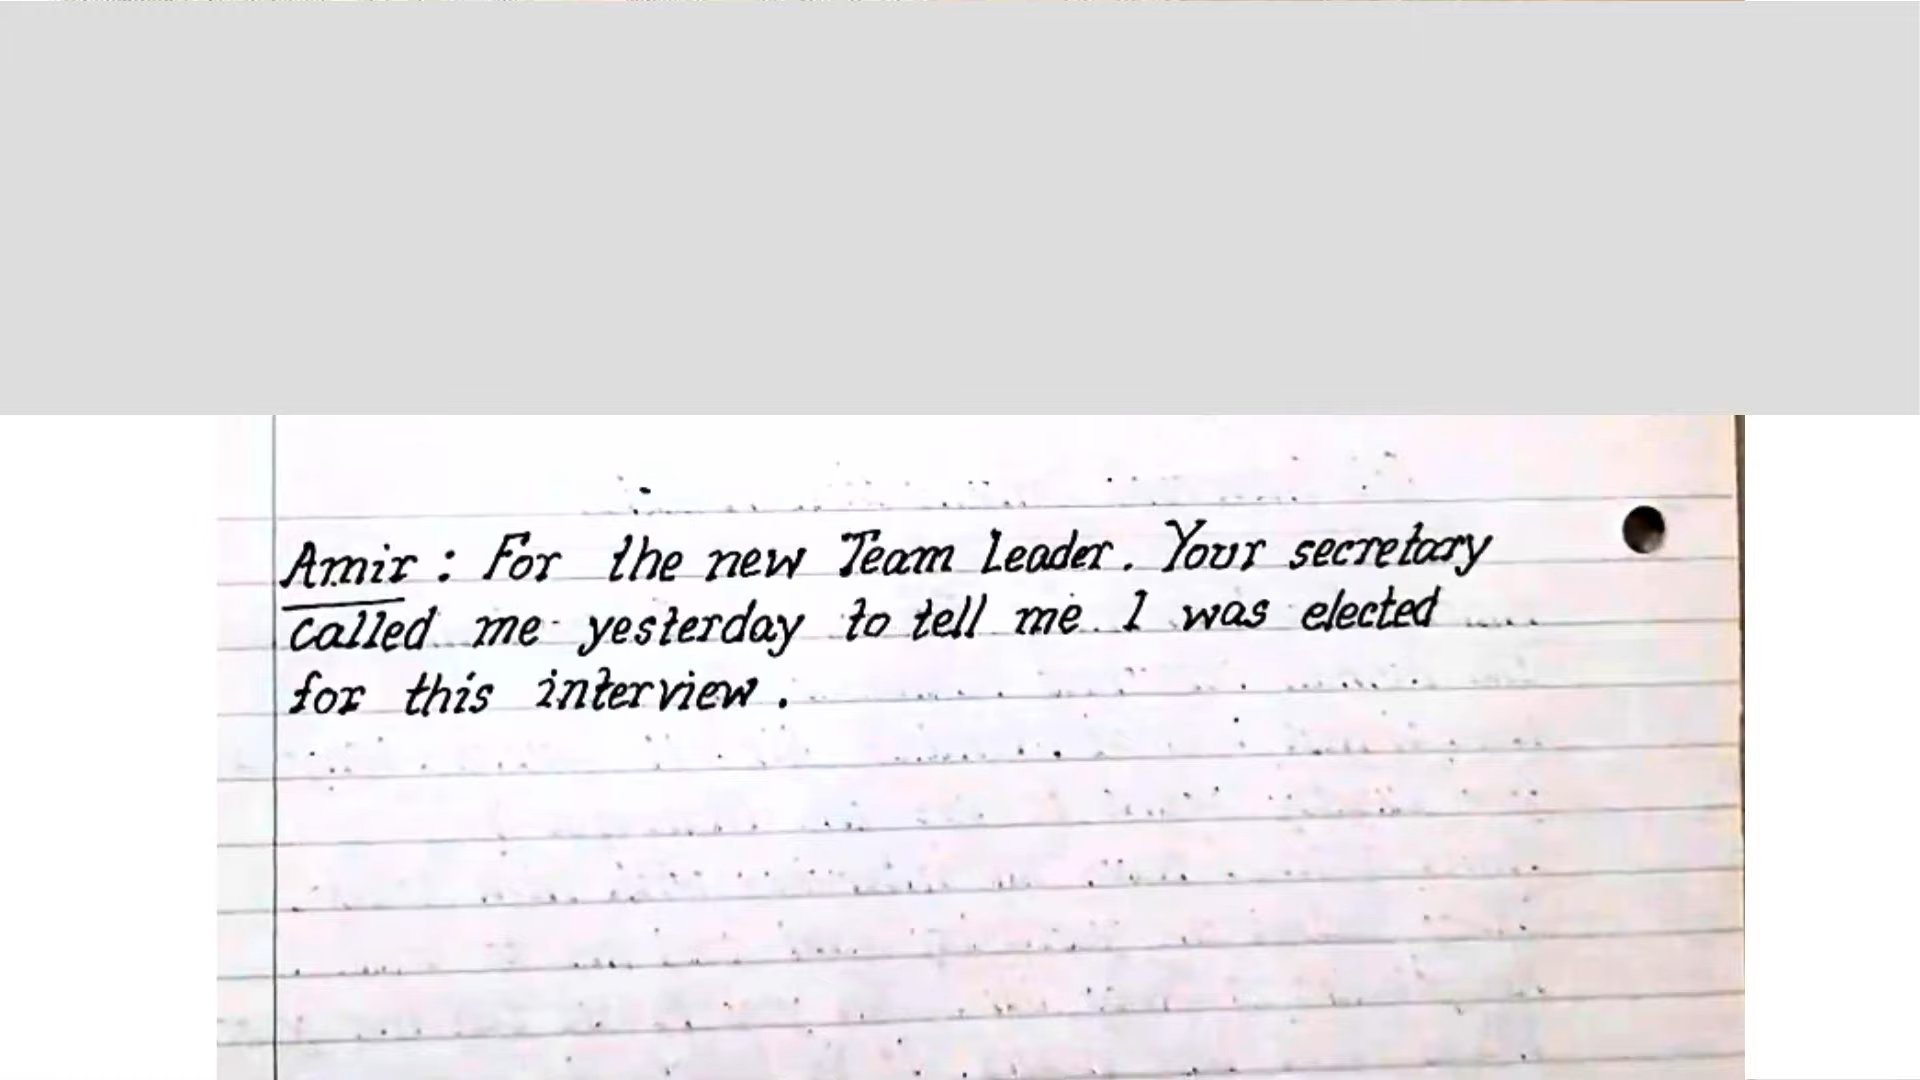 Amir : For the new Team Leader. Your secretary
called me yesterday to tell me I was elected
for this interview.